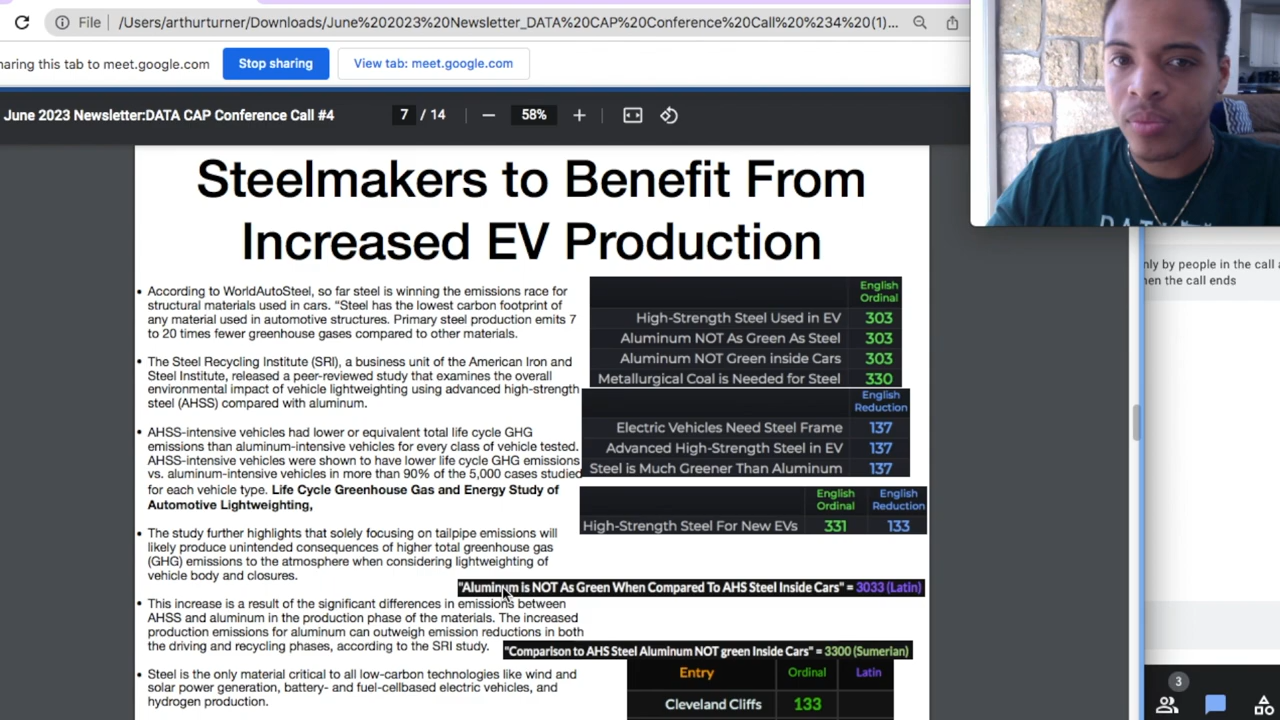 File
/Users/arthurturner/Downloads/June%202023%20Newsletter_DATA%20CAP%20Conference%20Call%20%234%20(1)...
haring this tab to meet.google.com
Stop sharing
View tab: meet.google.com
June 2023 Newsletter:DATA CAP Conference Call #4
7 / 14
58%
Steelmakers to Benefit From
Increased EV Production
• According to WorldAutoSteel, so far steel is winning the emissions race for
structural materials used in cars. "Steel has the lowest carbon footprint of
any material used in automotive structures. Primary steel production emits 7
to 20 times fewer greenhouse gases compared to other materials.
• The Steel Recycling Institute (SRI), a business unit of the American Iron and
Steel Institute, released a peer-reviewed study that examines the overall
environmental impact of vehicle lightweighting using advanced high-strength
steel (AHSS) compared with aluminum.
• AHSS-intensive vehicles had lower or equivalent total life cycle GHG
emissions than aluminum-intensive vehicles for every class of vehicle tested.
AHSS-intensive vehicles were shown to have lower life cycle GHG emissions
vs. aluminum-intensive vehicles in more than 90% of the 5,000 cases studied
for each vehicle type. Life Cycle Greenhouse Gas and Energy Study of
Automotive Lightweighting,
• The study further highlights that solely focusing on tailpipe emissions will
likely produce unintended consequences of higher total greenhouse gas
(GHG) emissions to the atmosphere when considering lightweighting of
vehicle body and closures.
• This increase is a result of the significant differences in emissions between
AHSS and aluminum in the production phase of the materials. The increased
production emissions for aluminum can outweigh emission reductions in both
the driving and recycling phases, according to the SRI study.
• Steel is the only material critical to all low-carbon technologies like wind and
solar power generation, battery- and fuel-cellbased electric vehicles, and
hydrogen production.
English
Ordinal
High-Strength Steel Used in EV 303
Aluminum NOT As Green As Steel 303
Aluminum NOT Green inside Cars 303
Metallurgical Coal is Needed for Steel 330
English
Reduction
Electric Vehicles Need Steel Frame 137
Advanced High-Strength Steel in EV 137
Steel is Much Greener Than Aluminum 137
English English
Ordinal Reduction
High-Strength Steel For New EVs 331 133
"Aluminum is NOT As Green When Compared To AHS Steel Inside Cars" = 3033 (Latin)
"Comparison to AHS Steel Aluminum NOT green Inside Cars" = 3300 (Sumerian)
Entry Ordinal Latin
Cleveland Cliffs 133
nly by people in the call a
hen the call ends
3